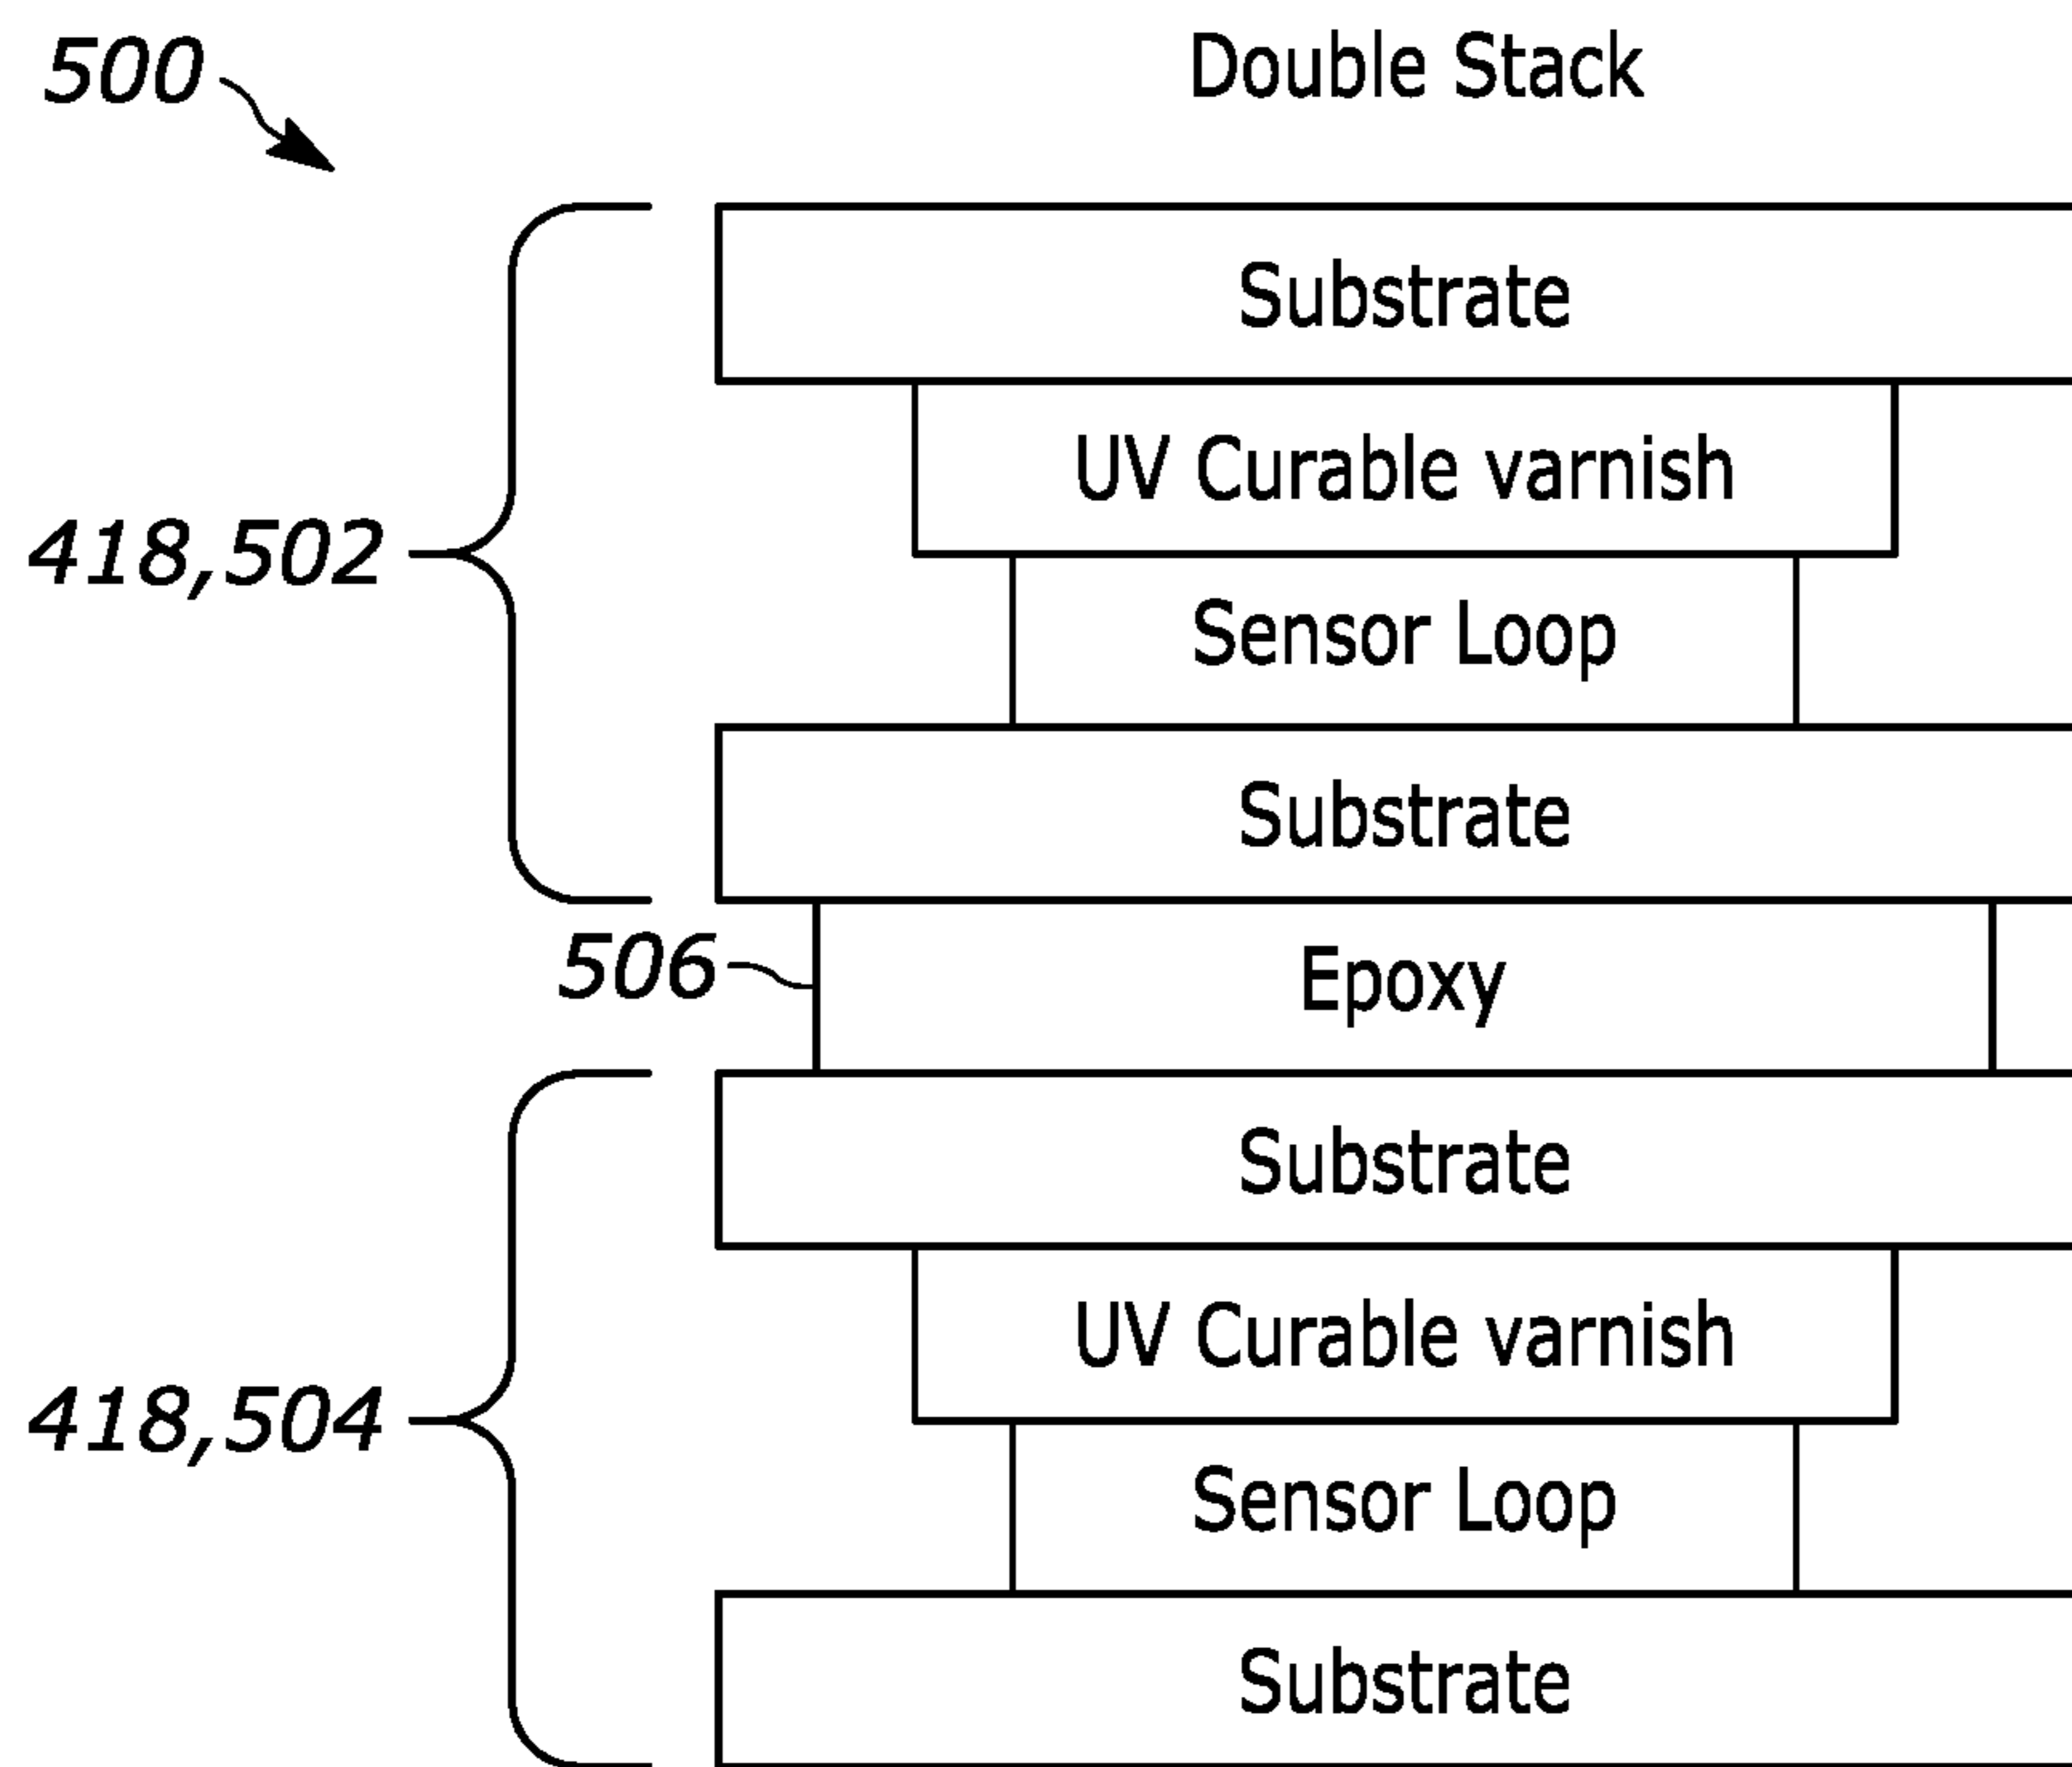 500
Double Stack
Substrate
UV Curable varnish
418,502
Sensor Loop
Substrate
506
Epoxy
Substrate
UV Curable varnish
418,504
Sensor Loop
Substrate